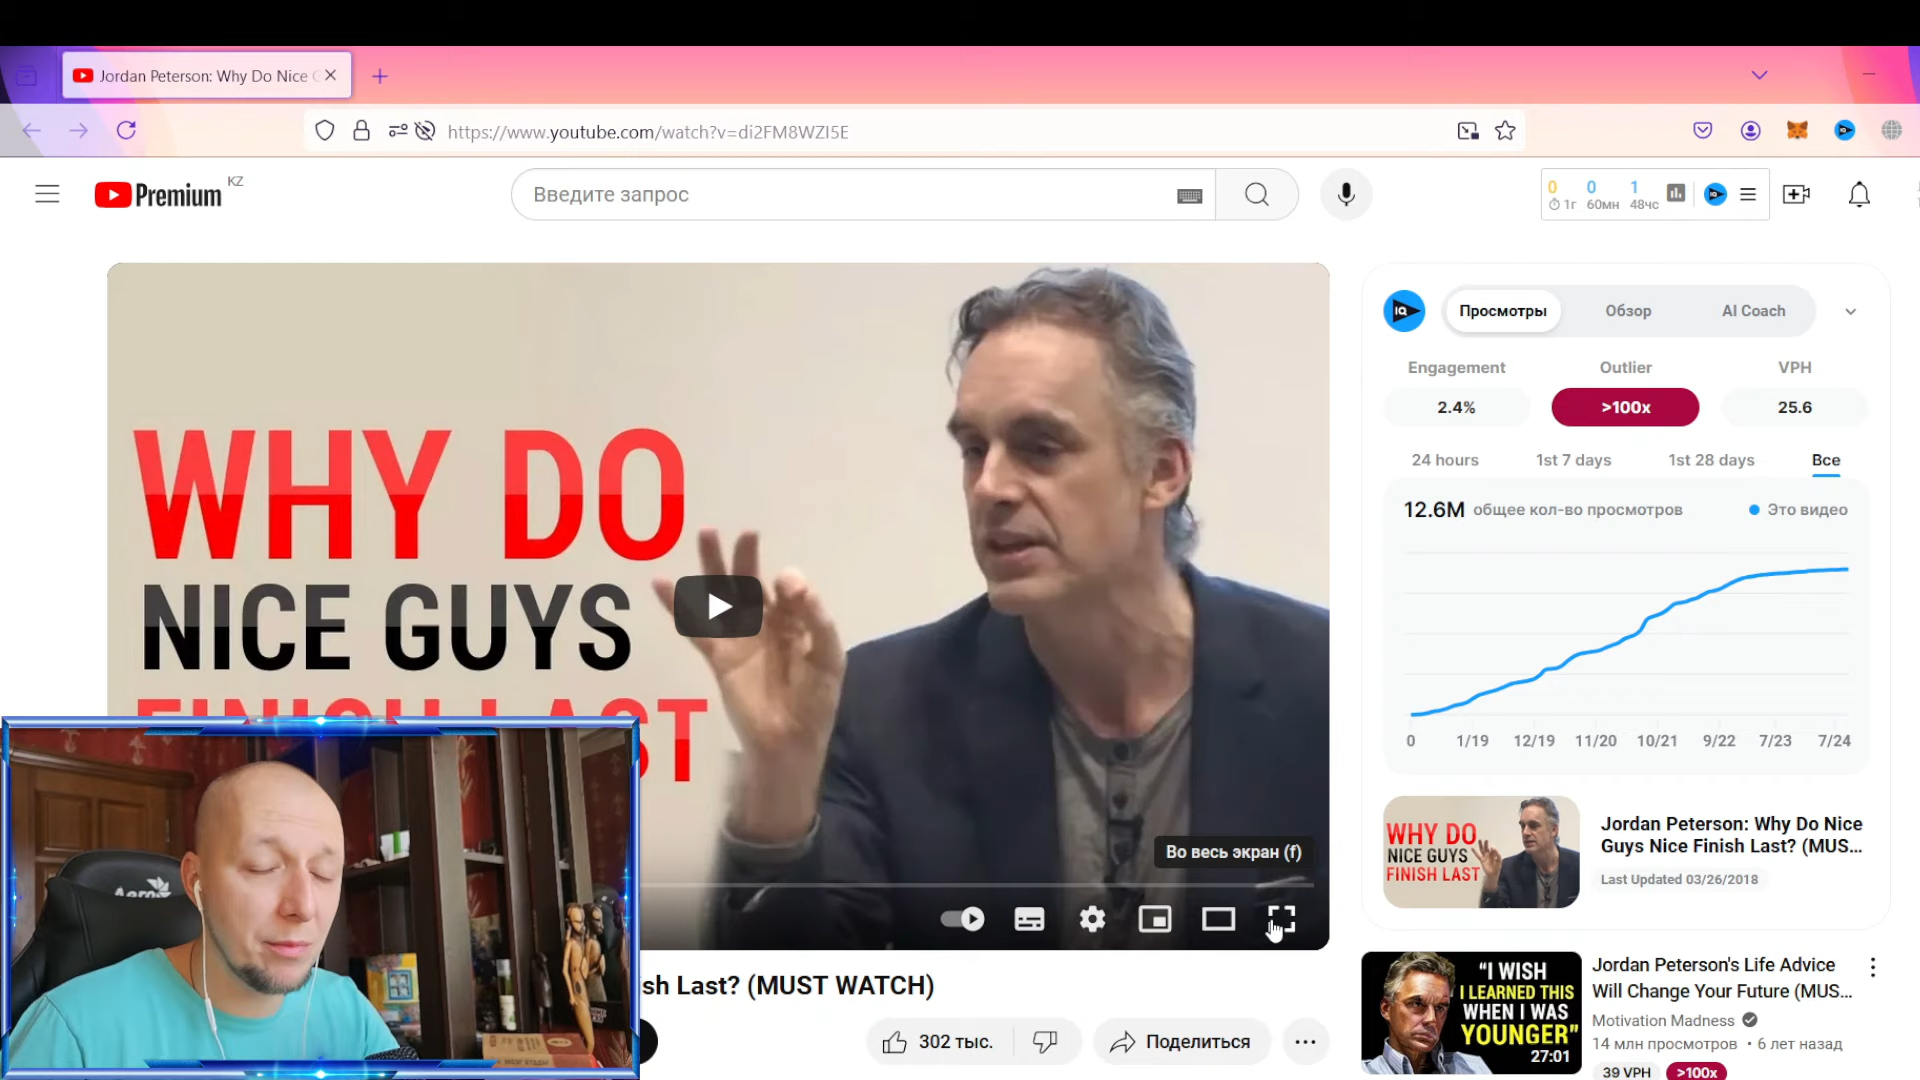 Jordan Peterson: Why Do Nice
https://www.youtube.com/watch?v=di2FM8WZI5E
Premium KZ
Введите запрос
0 0 1
1г 60мн 48чс
IQ
Просмотры Обзор AI Coach
Engagement Outlier VPH
2.4% >100x 25.6
24 hours 1st 7 days 1st 28 days Все
12.6M общее кол-во просмотров Это видео
0 1/19 12/19 11/20 10/21 9/22 7/23 7/24
WHY DO
NICE GUYS
FINISH LAST
Во весь экран (f)
WHY DO
NICE GUYS
FINISH LAST
Jordan Peterson: Why Do Nice
Guys Nice Finish Last? (MUS...
Last Updated 03/26/2018
sh Last? (MUST WATCH)
302 тыс. Поделиться
"I WISH
I LEARNED THIS
WHEN I WAS
YOUNGER"
27:01
Jordan Peterson's Life Advice
Will Change Your Future (MUS...
Motivation Madness
14 млн просмотров • 6 лет назад
39 VPH >100x